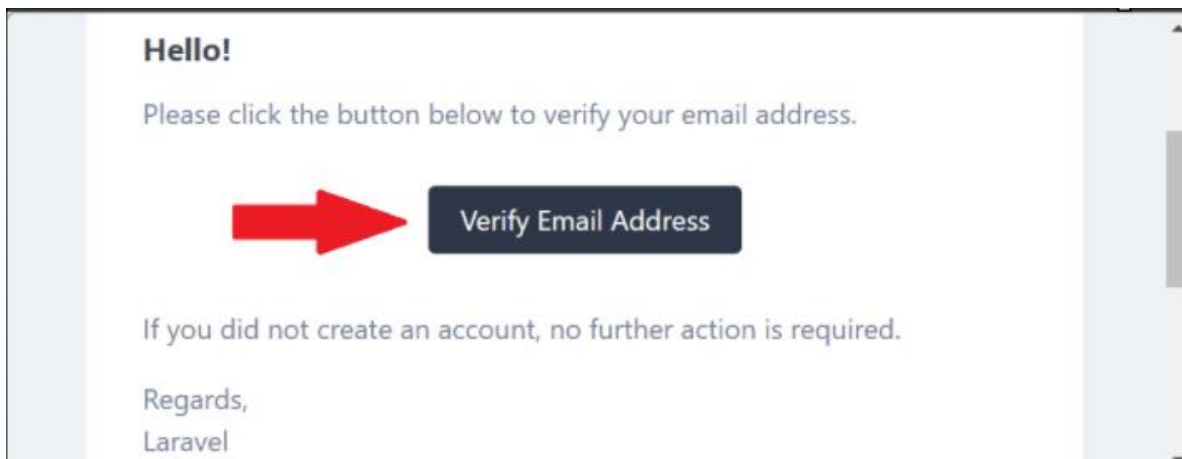 Hello!
Please click the button below to verify your email address.
Verify Email Address
If you did not create an account, no further action is required.
Regards,
Laravel